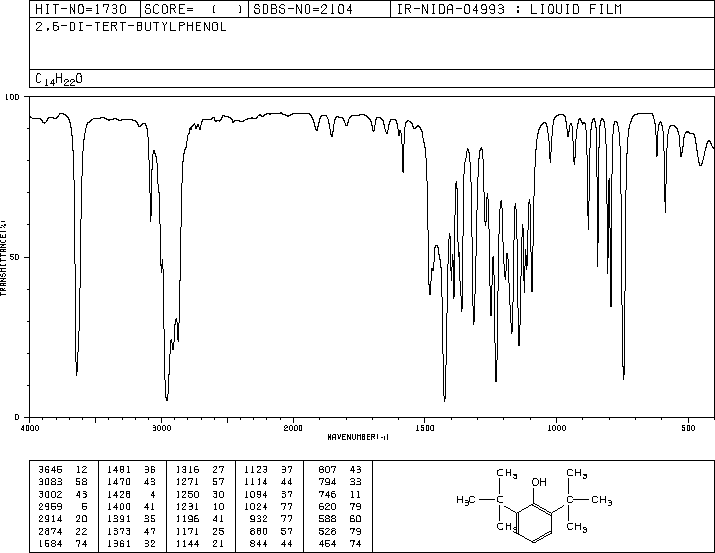 HIT-NO=1730 SCORE= ( ) SDBS-NO=2104 IR-NIDA-04993 : LIQUID FILM
2,6-DI-TERT-BUTYLPHENOL
C14H22O
100
50
0
TRANSMITTANCE(%)
4000 3000 2000 1500 1000 500
WAVENUMBER(-1)
3645 12 1481 36 1316 27 1123 37 807 43
3083 58 1470 43 1271 57 1114 44 794 33
3002 43 1428 4 1250 30 1094 37 746 11
2959 5 1400 41 1231 10 1024 77 620 79
2914 20 1391 35 1196 41 932 77 588 60
2874 22 1373 47 1171 25 880 57 528 79
1584 74 1361 32 1144 21 844 44 454 74
CH3 OH CH3
H3C C C CH3
CH3 CH3